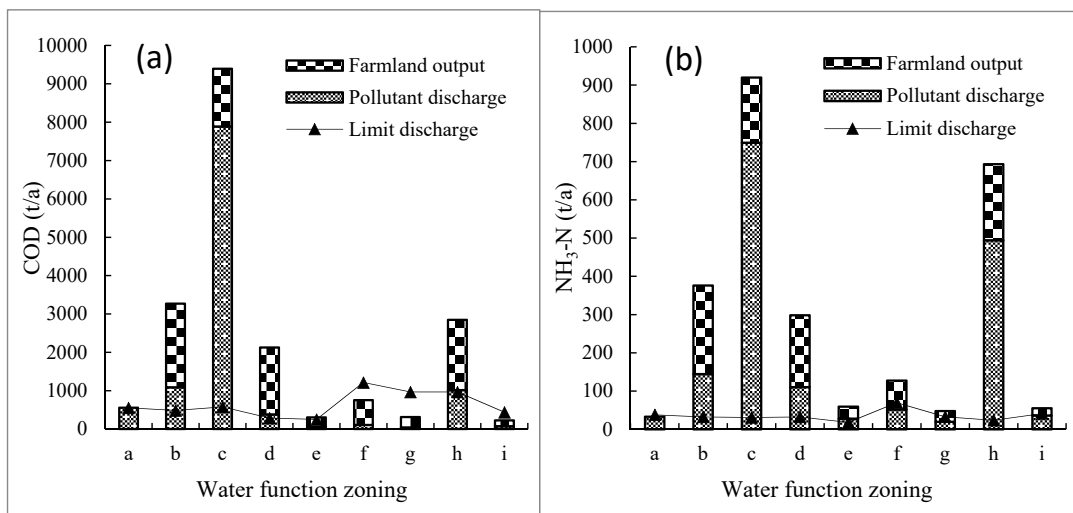 (a)
Farmland output
Pollutant discharge
Limit discharge
COD (t/a)
10000
9000
8000
7000
6000
5000
4000
3000
2000
1000
0
a b c d e f g h i
Water function zoning
(b)
Farmland output
Pollutant discharge
Limit discharge
NH3-N (t/a)
1000
900
800
700
600
500
400
300
200
100
0
a b c d e f g h i
Water function zoning